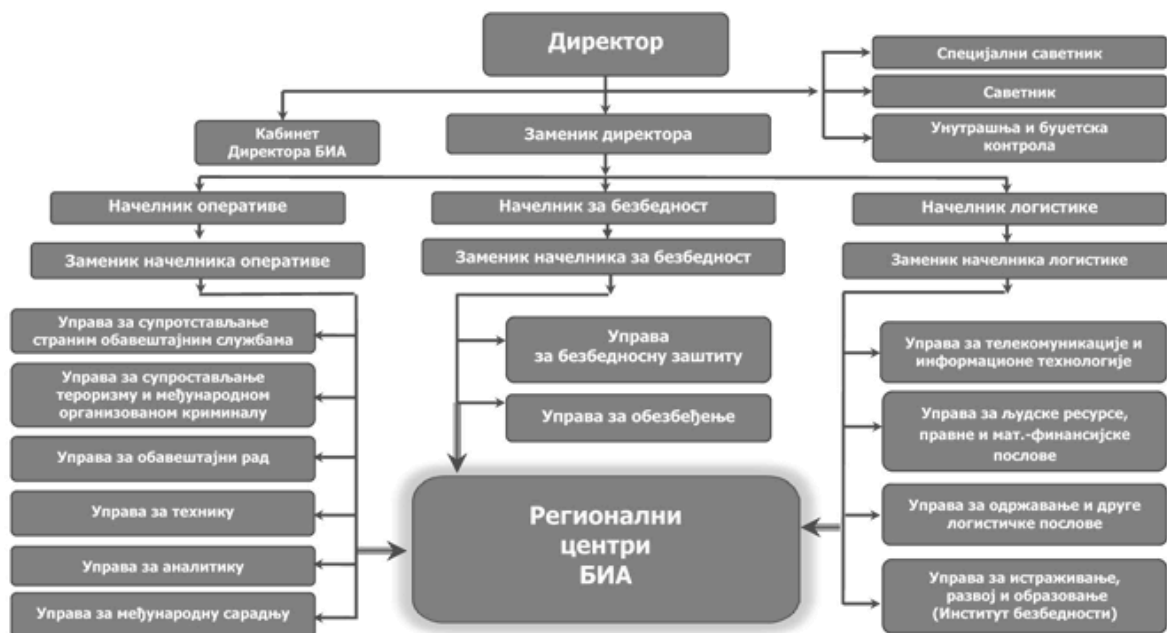 Директор
Специјални саветник
Саветник
Унутрашња и буџетска
контрола
Кабинет
Директора БИА
Заменик директора
Начелник оперативе
Начелник за безбедност
Начелник логистике
Заменик начелника оперативе
Заменик начелника за безбедност
Заменик начелника логистике
Управа за супротстављање
страним обавештајним службама
Управа за супростављање
тероризму и међународном
организованом криминалу
Управа за обавештајни рад
Управа за технику
Управа за аналитику
Управа за међународну сарадњу
Управа
за безбедносну заштиту
Управа за обезбеђење
Регионални
центри
БИА
Управа за телекомуникације и
информационе технологије
Управа за људске ресурсе,
правне и мат.-финансијске
послове
Управа за одржавање и друге
логистичке послове
Управа за истраживање,
развој и образовање
(Институт безбедности)